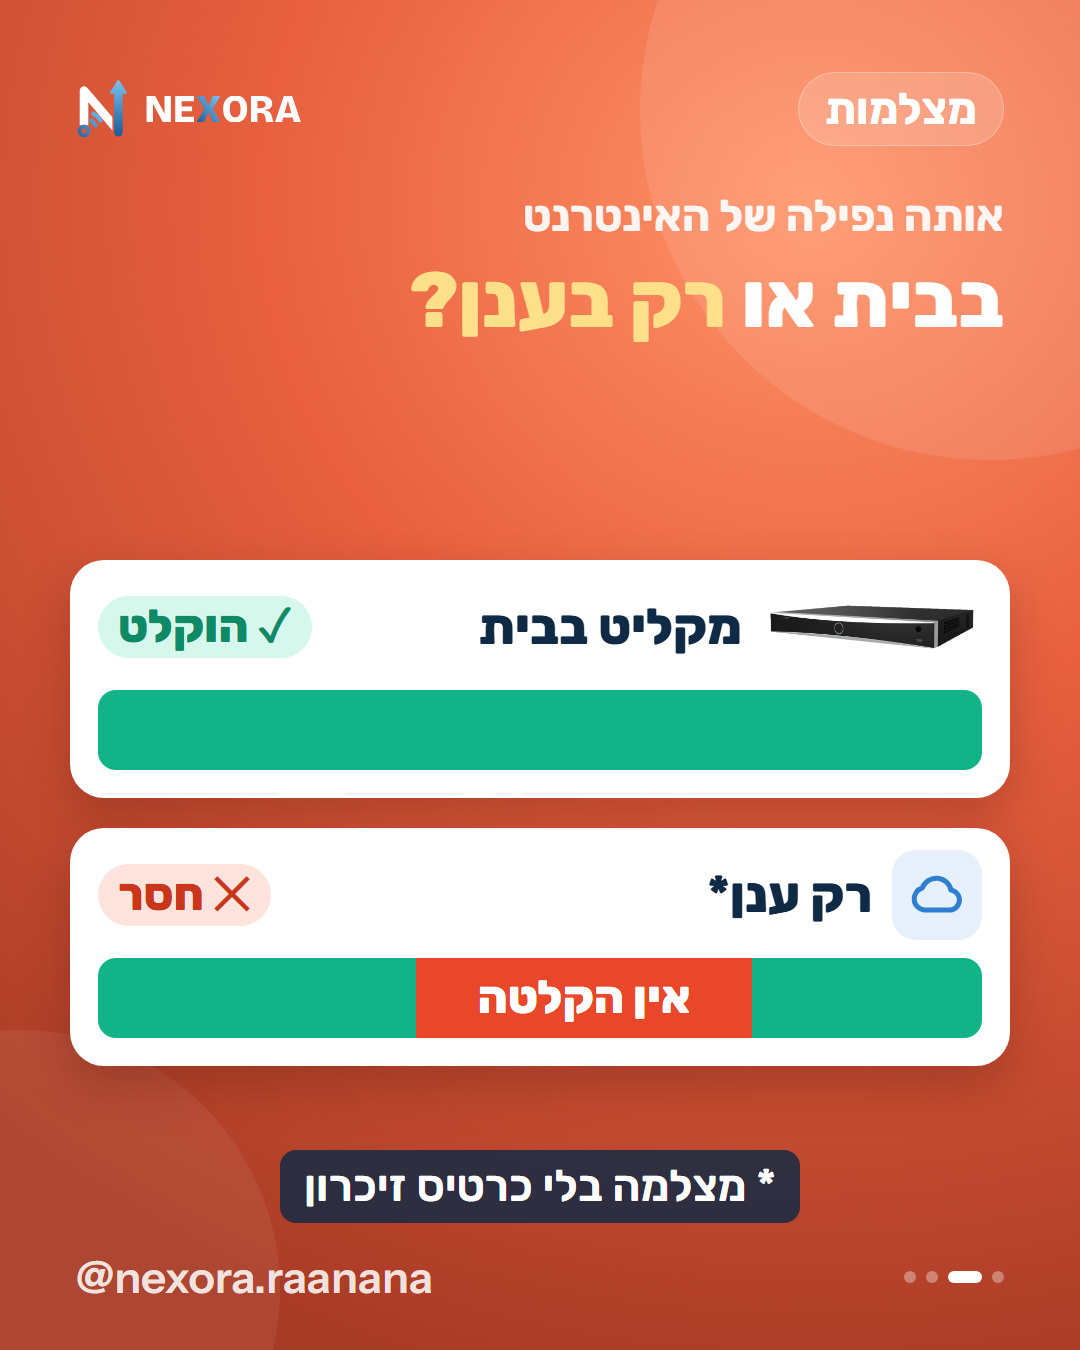 NEXORA
מצלמות
אותה נפילה של האינטרנט
בבית או רק בענן?
מקליט בבית
✓ הוקלט
רק ענן*
✕ חסר
אין הקלטה
* מצלמה בלי כרטיס זיכרון
@nexora.raanana